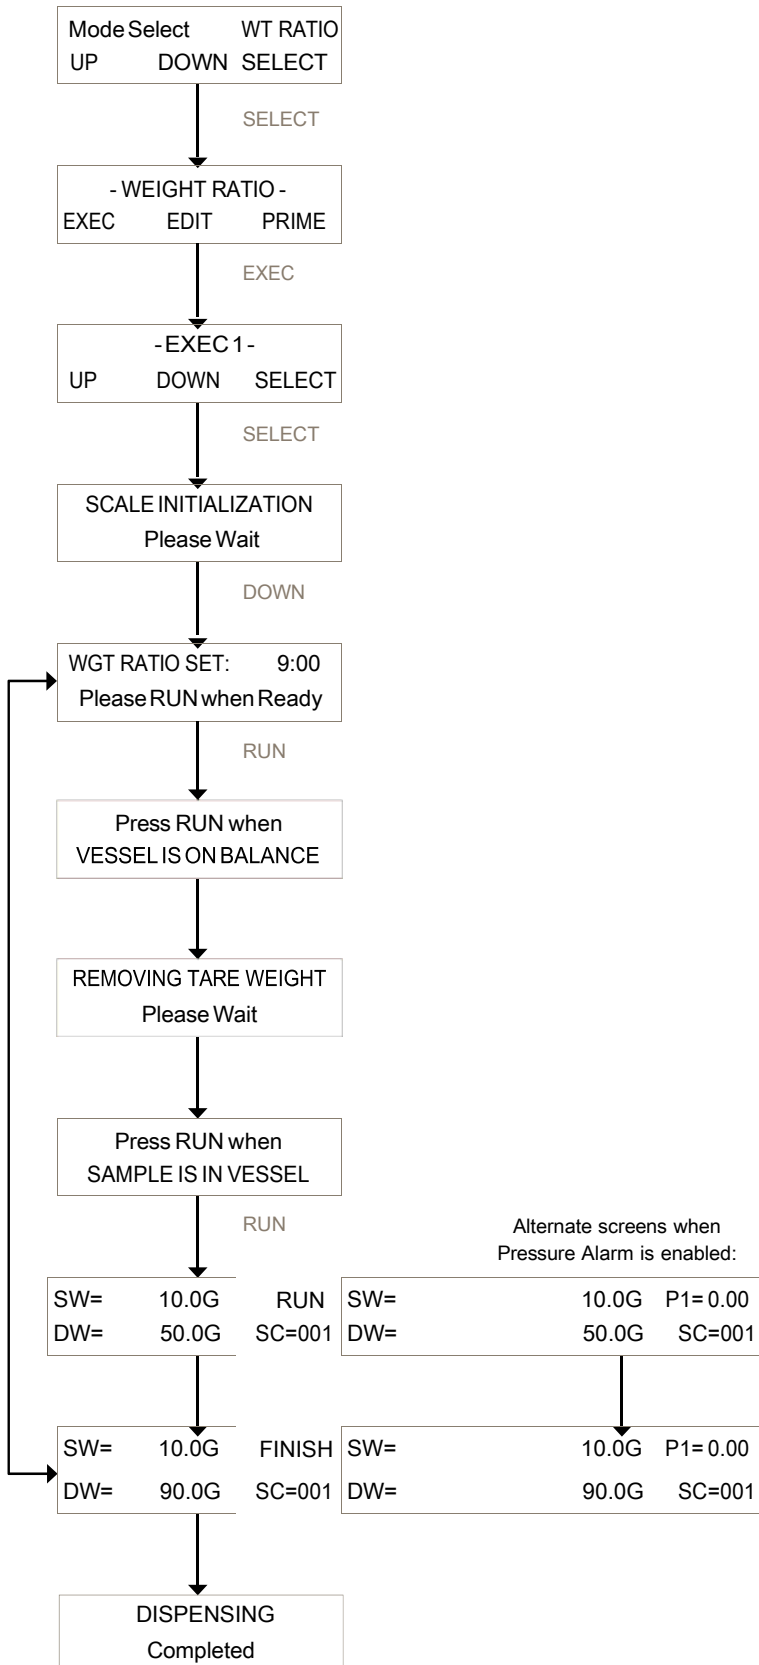 Mode Select WT RATIO
UP DOWN SELECT
SELECT
- WEIGHT RATIO -
EXEC EDIT PRIME
EXEC
- EXEC 1 -
UP DOWN SELECT
SELECT
SCALE INITIALIZATION
Please Wait
DOWN
WGT RATIO SET: 9:00
Please RUN when Ready
RUN
Press RUN when
VESSEL IS ON BALANCE
REMOVING TARE WEIGHT
Please Wait
Press RUN when
SAMPLE IS IN VESSEL
RUN
Alternate screens when
Pressure Alarm is enabled:
SW= 10.0G RUN SW= 10.0G P1= 0.00
DW= 50.0G SC=001 DW= 50.0G SC=001
SW= 10.0G FINISH SW= 10.0G P1= 0.00
DW= 90.0G SC=001 DW= 90.0G SC=001
DISPENSING
Completed